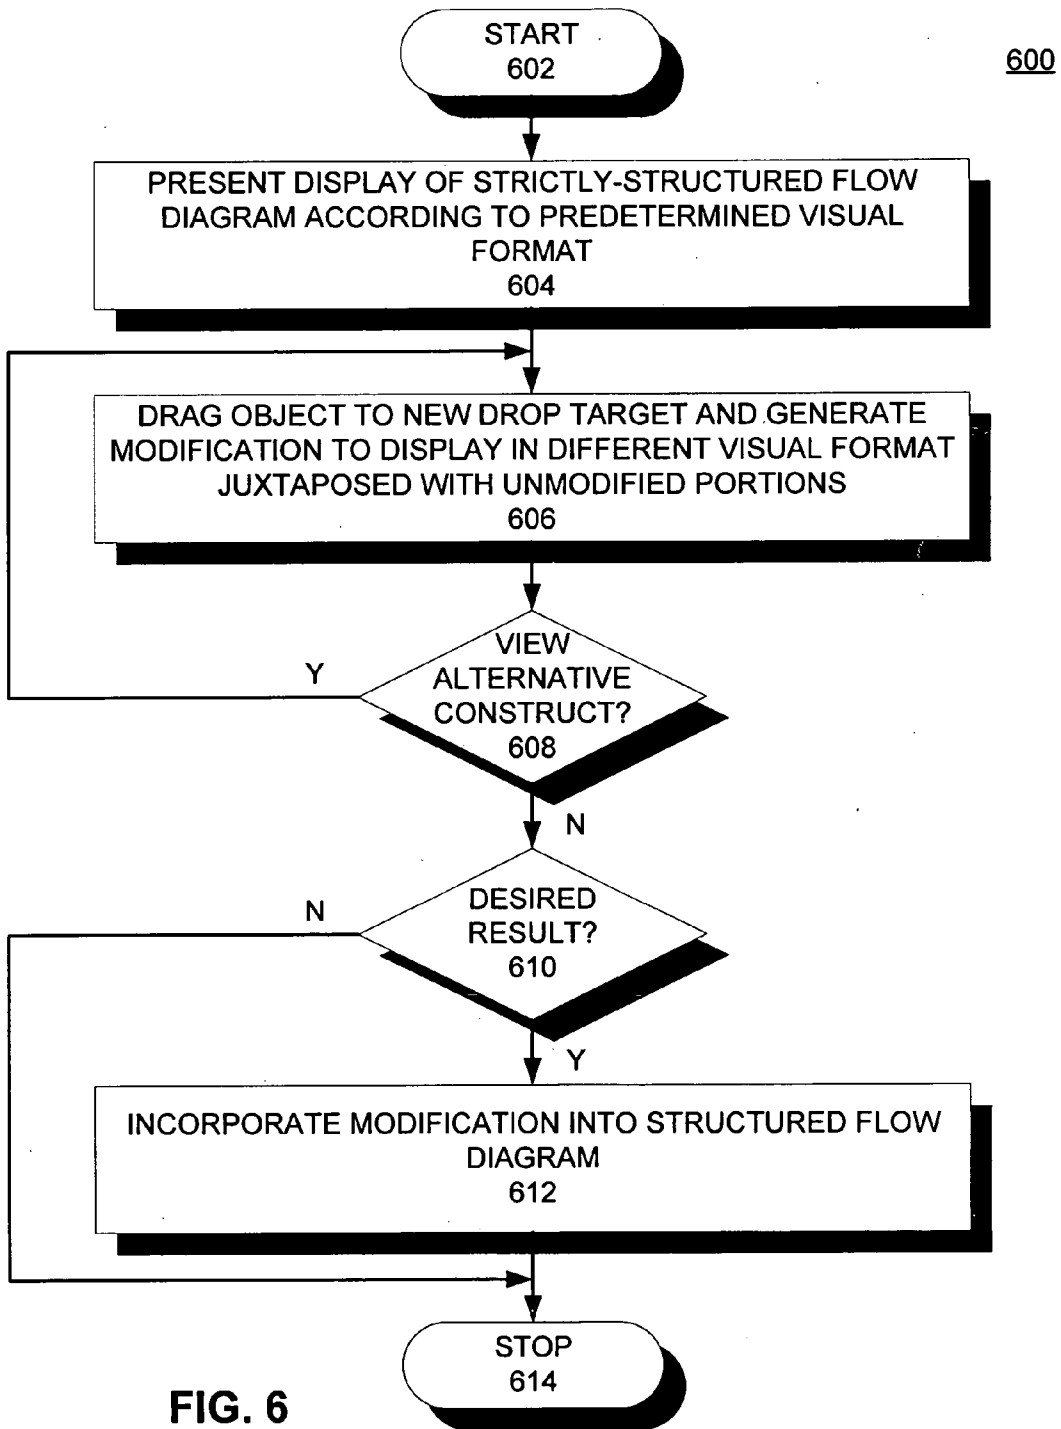 START
602
600
PRESENT DISPLAY OF STRICTLY-STRUCTURED FLOW
DIAGRAM ACCORDING TO PREDETERMINED VISUAL
FORMAT
604
DRAG OBJECT TO NEW DROP TARGET AND GENERATE
MODIFICATION TO DISPLAY IN DIFFERENT VISUAL FORMAT
JUXTAPOSED WITH UNMODIFIED PORTIONS
606
VIEW
ALTERNATIVE
CONSTRUCT?
608
Y
N
DESIRED
RESULT?
610
N
Y
INCORPORATE MODIFICATION INTO STRUCTURED FLOW
DIAGRAM
612
STOP
614
FIG. 6